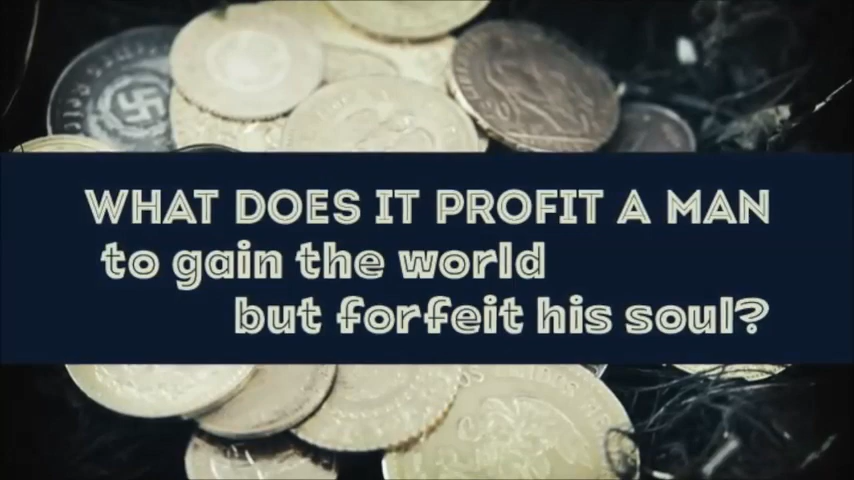 WHAT DOES IT PROFIT A MAN
to gain the world
but forfeit his soul?